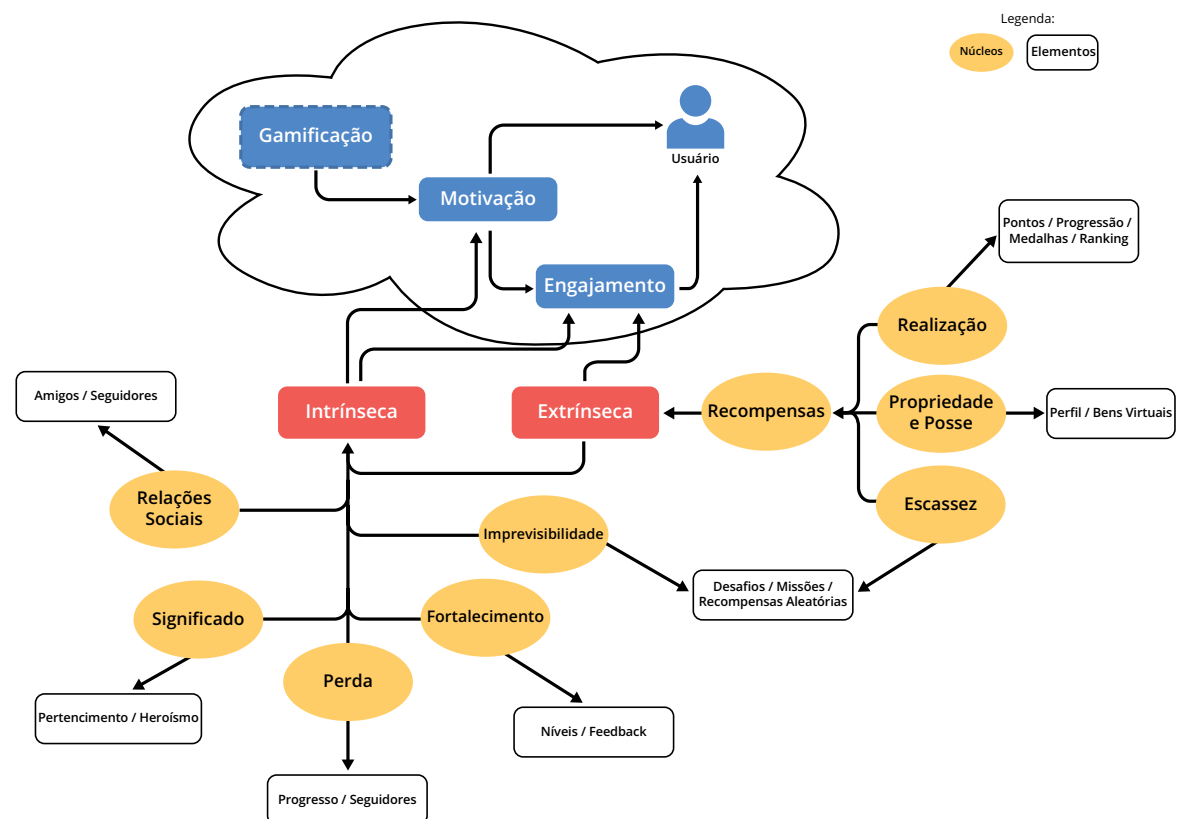 Legenda:
Núcleos
Elementos
Gamificação
Usuário
Motivação
Engajamento
Pontos / Progressão /
Medalhas / Ranking
Realização
Amigos / Seguidores
Intrínseca
Extrínseca
Recompensas
Propriedade
e Posse
Perfil / Bens Virtuais
Relações
Sociais
Escassez
Imprevisibilidade
Desafios / Missões /
Recompensas Aleatórias
Significado
Fortalecimento
Perda
Pertencimento / Heroísmo
Níveis / Feedback
Progresso / Seguidores